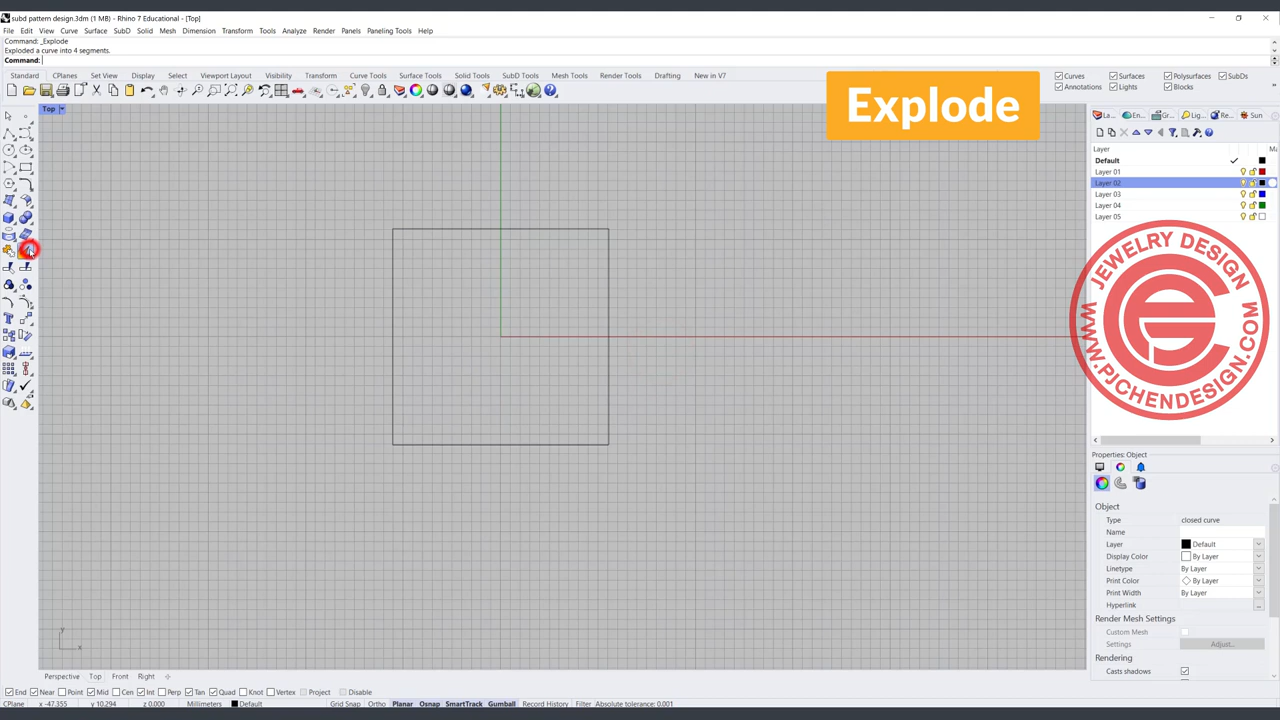 subd pattern design.3dm (1 MB) - Rhino 7 Educational - [Top]
File Edit View Curve Surface SubD Solid Mesh Dimension Transform Tools Analyze Render Panels Paneling Tools Help
Command: _Explode
Exploded a curve into 4 segments.
Command:
Standard CPlanes Set View Display Select Viewport Layout Visibility Transform Curve Tools Surface Tools Solid Tools SubD Tools Mesh Tools Render Tools Drafting New in V7
Curves Surfaces Polysurfaces SubDs
Annotations Lights Blocks
Explode
Top
La... En... Gr... Lig... Re... Sun
Layer Ma
Default
Layer 01
Layer 02
Layer 03
Layer 04
Layer 05
JEWELRY DESIGN
WWW.PJCHENDESIGN.COM
Properties: Object
Object
Type closed curve
Name
Layer Default
Display Color By Layer
Linetype By Layer
Print Color By Layer
Print Width By Layer
Hyperlink ...
Render Mesh Settings
Custom Mesh
Settings Adjust...
Rendering
Casts shadows
y
x
Perspective Top Front Right
End Near Point Mid Cen Int Perp Tan Quad Knot Vertex Project Disable
CPlane x -47.355 y 10.294 z 0.000 Millimeters Default Grid Snap Ortho Planar Osnap SmartTrack Gumball Record History Filter Absolute tolerance: 0.001